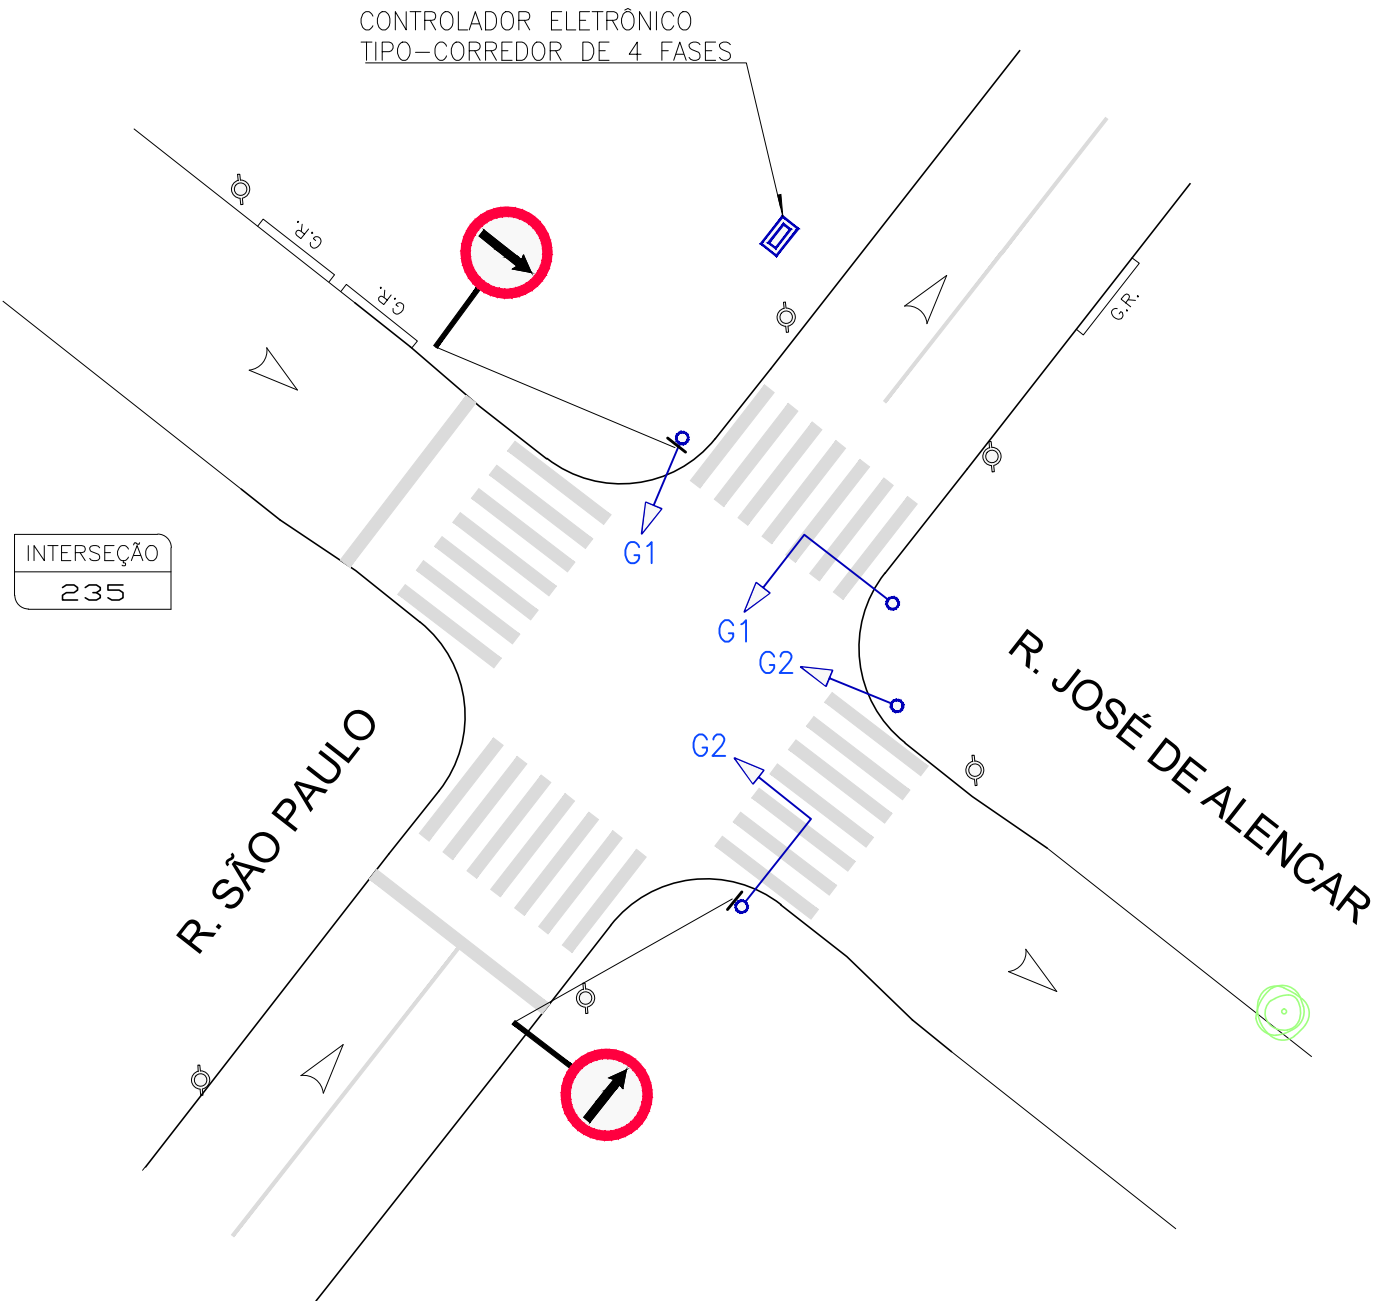 CONTROLADOR ELETRÔNICO
TIPO-CORREDOR DE 4 FASES
G.R.
G.R.
G.R.
INTERSEÇÃO
235
G1
G1
G2
G2
R. JOSÉ DE ALENCAR
R. SÃO PAULO